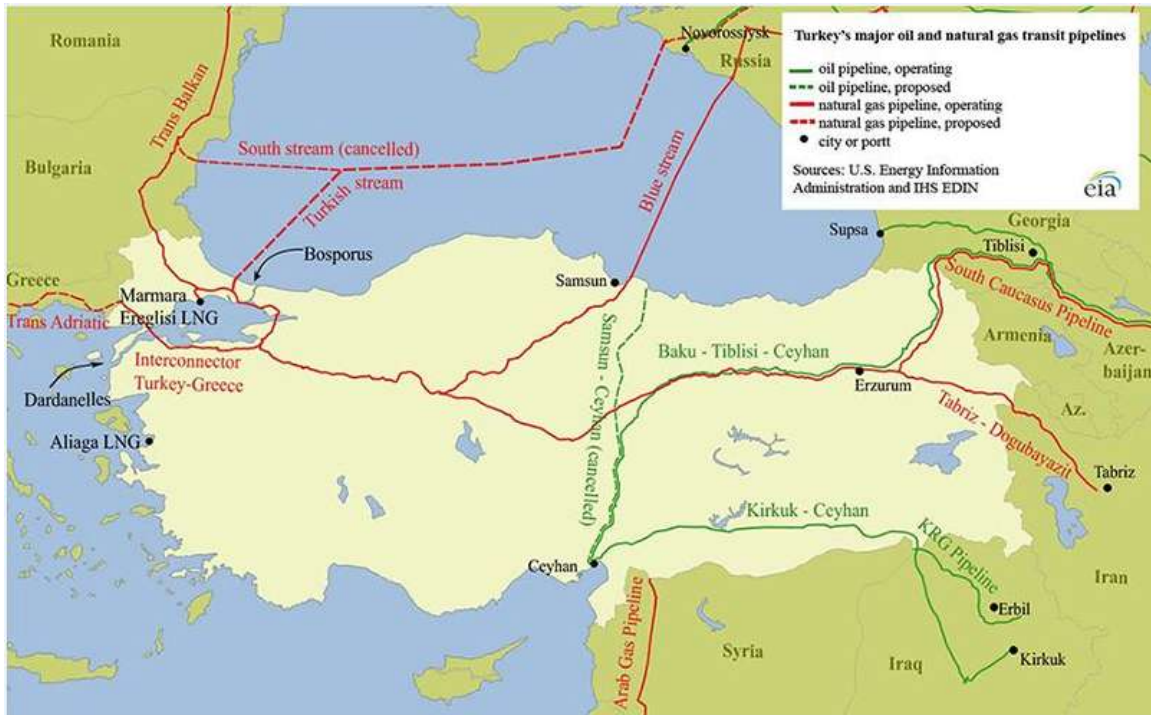 Romania
Novorossiysk
Russia
Turkey's major oil and natural gas transit pipelines
oil pipeline, operating
oil pipeline, proposed
natural gas pipeline, operating
natural gas pipeline, proposed
city or portt
Sources: U.S. Energy Information
Administration and IHS EDIN
eia
Trans Balkan
South stream (cancelled)
Bulgaria
Turkish stream
Blue stream
Georgia
Supsa
Tiblisi
Bosporus
South Caucasus Pipeline
Greece
Samsun
Marmara
Ereglisi LNG
Trans Adriatic
Armenia
Azer-
baijan
Samsun - Ceyhan (cancelled)
Baku - Tiblisi - Ceyhan
Interconnector
Turkey-Greece
Erzurum
Dardanelles
Az.
Tabriz - Dogubayazit
Aliaga LNG
Tabriz
Kirkuk - Ceyhan
KRG Pipeline
Ceyhan
Iran
Arab Gas Pipeline
Erbil
Syria
Iraq
Kirkuk